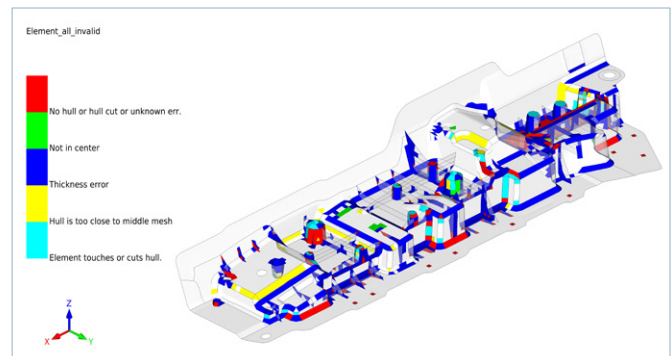 Element_all_invalid
No hull or hull cut or unknown err.
Not in center
Thickness error
Hull is too close to middle mesh
Element touches or cuts hull.
Z
X
Y